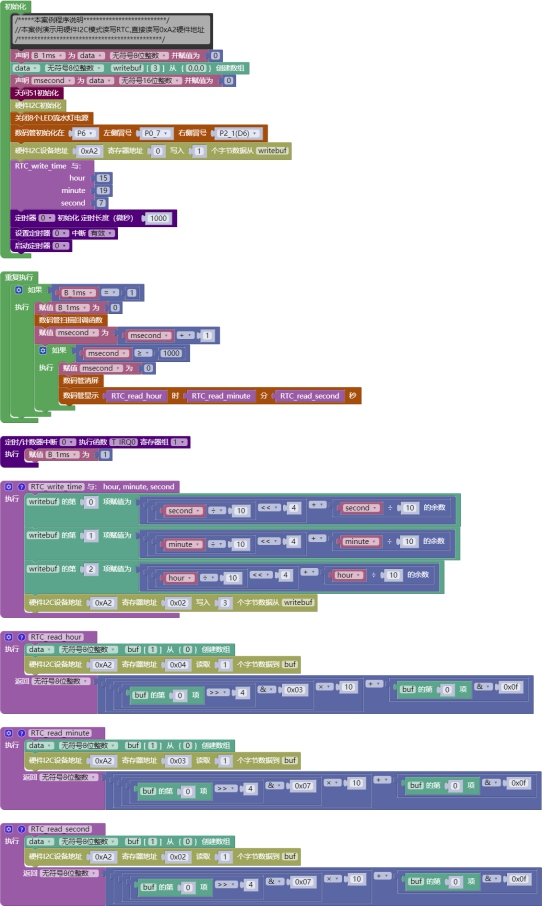 初始化
/*****本案例程序说明***************************/
//本案例演示用硬件I2C模式读写RTC,直接读写0xA2硬件地址
/*********************************************/
声明 B_1ms 为 data 无符号8位整数 并赋值为 0
data 无符号8位整数 writebuf [ 3 ] 从 { 0,0,0 } 创建数组
声明 msecond 为 data 无符号16位整数 并赋值为 0
天问51初始化
硬件I2C初始化
关闭8个LED流水灯电源
数码管初始化在 P6 左侧冒号 P0_7 右侧冒号 P2_1(D6)
硬件I2C设备地址 0xA2 寄存器地址 0 写入 1 个字节数据从 writebuf
RTC_write_time 与:
hour 15
minute 19
second 7
定时器 0 初始化 定时长度 (微秒) 1000
设置定时器 0 中断 有效
启动定时器 0
重复执行
如果 B_1ms = 1
执行 赋值 B_1ms 为 0
数码管扫描回调函数
赋值 msecond 为 msecond + 1
如果 msecond ≥ 1000
执行 赋值 msecond 为 0
数码管清屏
数码管显示 RTC_read_hour 时 RTC_read_minute 分 RTC_read_second 秒
定时/计数器中断 0 执行函数 T_IRQ0 寄存器组 1
执行 赋值 B_1ms 为 1
RTC_write_time 与: hour, minute, second
执行 writebuf 的第 0 项赋值为 second ÷ 10 << 4 + second ÷ 10 的余数
writebuf 的第 1 项赋值为 minute ÷ 10 << 4 + minute ÷ 10 的余数
writebuf 的第 2 项赋值为 hour ÷ 10 << 4 + hour ÷ 10 的余数
硬件I2C设备地址 0xA2 寄存器地址 0x02 写入 3 个字节数据从 writebuf
RTC_read_hour
执行 data 无符号8位整数 buf [ 1 ] 从 { 0 } 创建数组
硬件I2C设备地址 0xA2 寄存器地址 0x04 读取 1 个字节数据到 buf
返回 无符号8位整数 buf 的第 0 项 >> 4 & 0x03 × 10 + buf 的第 0 项 & 0x0f
RTC_read_minute
执行 data 无符号8位整数 buf [ 1 ] 从 { 0 } 创建数组
硬件I2C设备地址 0xA2 寄存器地址 0x03 读取 1 个字节数据到 buf
返回 无符号8位整数 buf 的第 0 项 >> 4 & 0x07 × 10 + buf 的第 0 项 & 0x0f
RTC_read_second
执行 data 无符号8位整数 buf [ 1 ] 从 { 0 } 创建数组
硬件I2C设备地址 0xA2 寄存器地址 0x02 读取 1 个字节数据到 buf
返回 无符号8位整数 buf 的第 0 项 >> 4 & 0x07 × 10 + buf 的第 0 项 & 0x0f